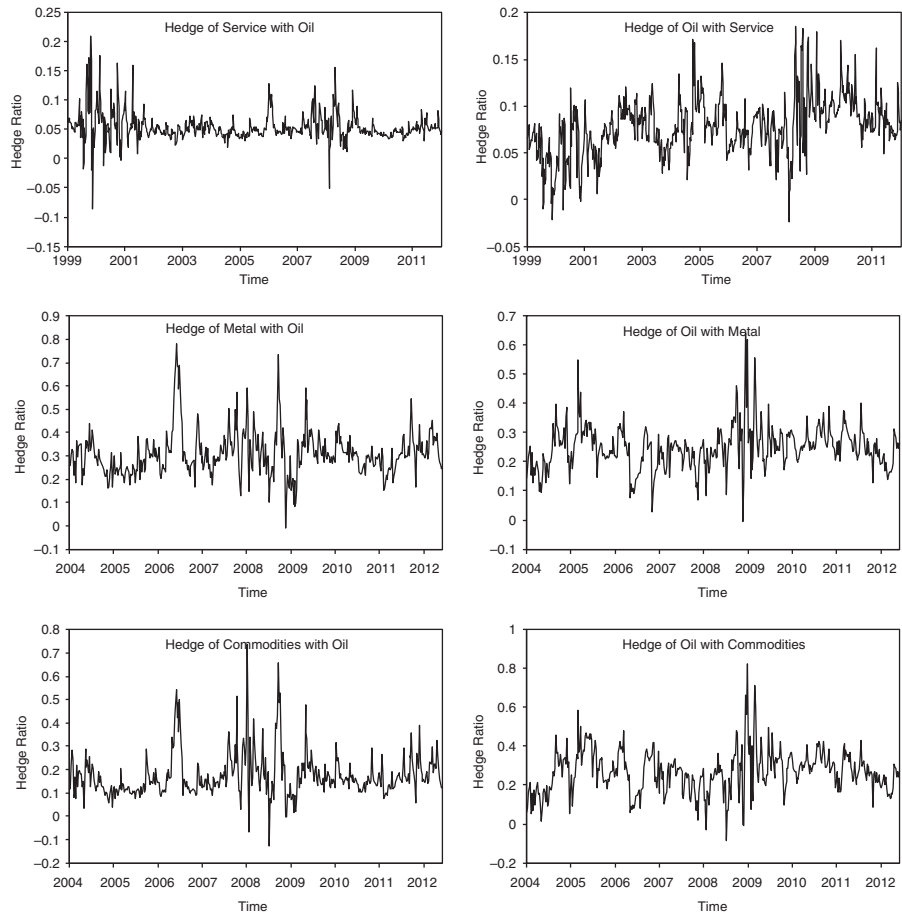 Hedge of Service with Oil
Hedge Ratio
0.25
0.2
0.15
0.1
0.05
0
–0.05
–0.1
–0.15
1999 2001 2003 2005 2007 2009 2011
Time
Hedge of Oil with Service
Hedge Ratio
0.2
0.15
0.1
0.05
0
–0.05
1999 2001 2003 2005 2007 2009 2011
Time
Hedge of Metal with Oil
Hedge Ratio
0.9
0.8
0.7
0.6
0.5
0.4
0.3
0.2
0.1
0
–0.1
2004 2005 2006 2007 2008 2009 2010 2011 2012
Time
Hedge of Oil with Metal
Hedge Ratio
0.7
0.6
0.5
0.4
0.3
0.2
0.1
0
–0.1
2004 2005 2006 2007 2008 2009 2010 2011 2012
Time
Hedge of Commodities with Oil
Hedge Ratio
0.8
0.7
0.6
0.5
0.4
0.3
0.2
0.1
0
–0.1
–0.2
2004 2005 2006 2007 2008 2009 2010 2011 2012
Time
Hedge of Oil with Commodities
Hedge Ratio
1
0.8
0.6
0.4
0.2
0
–0.2
2004 2005 2006 2007 2008 2009 2010 2011 2012
Time